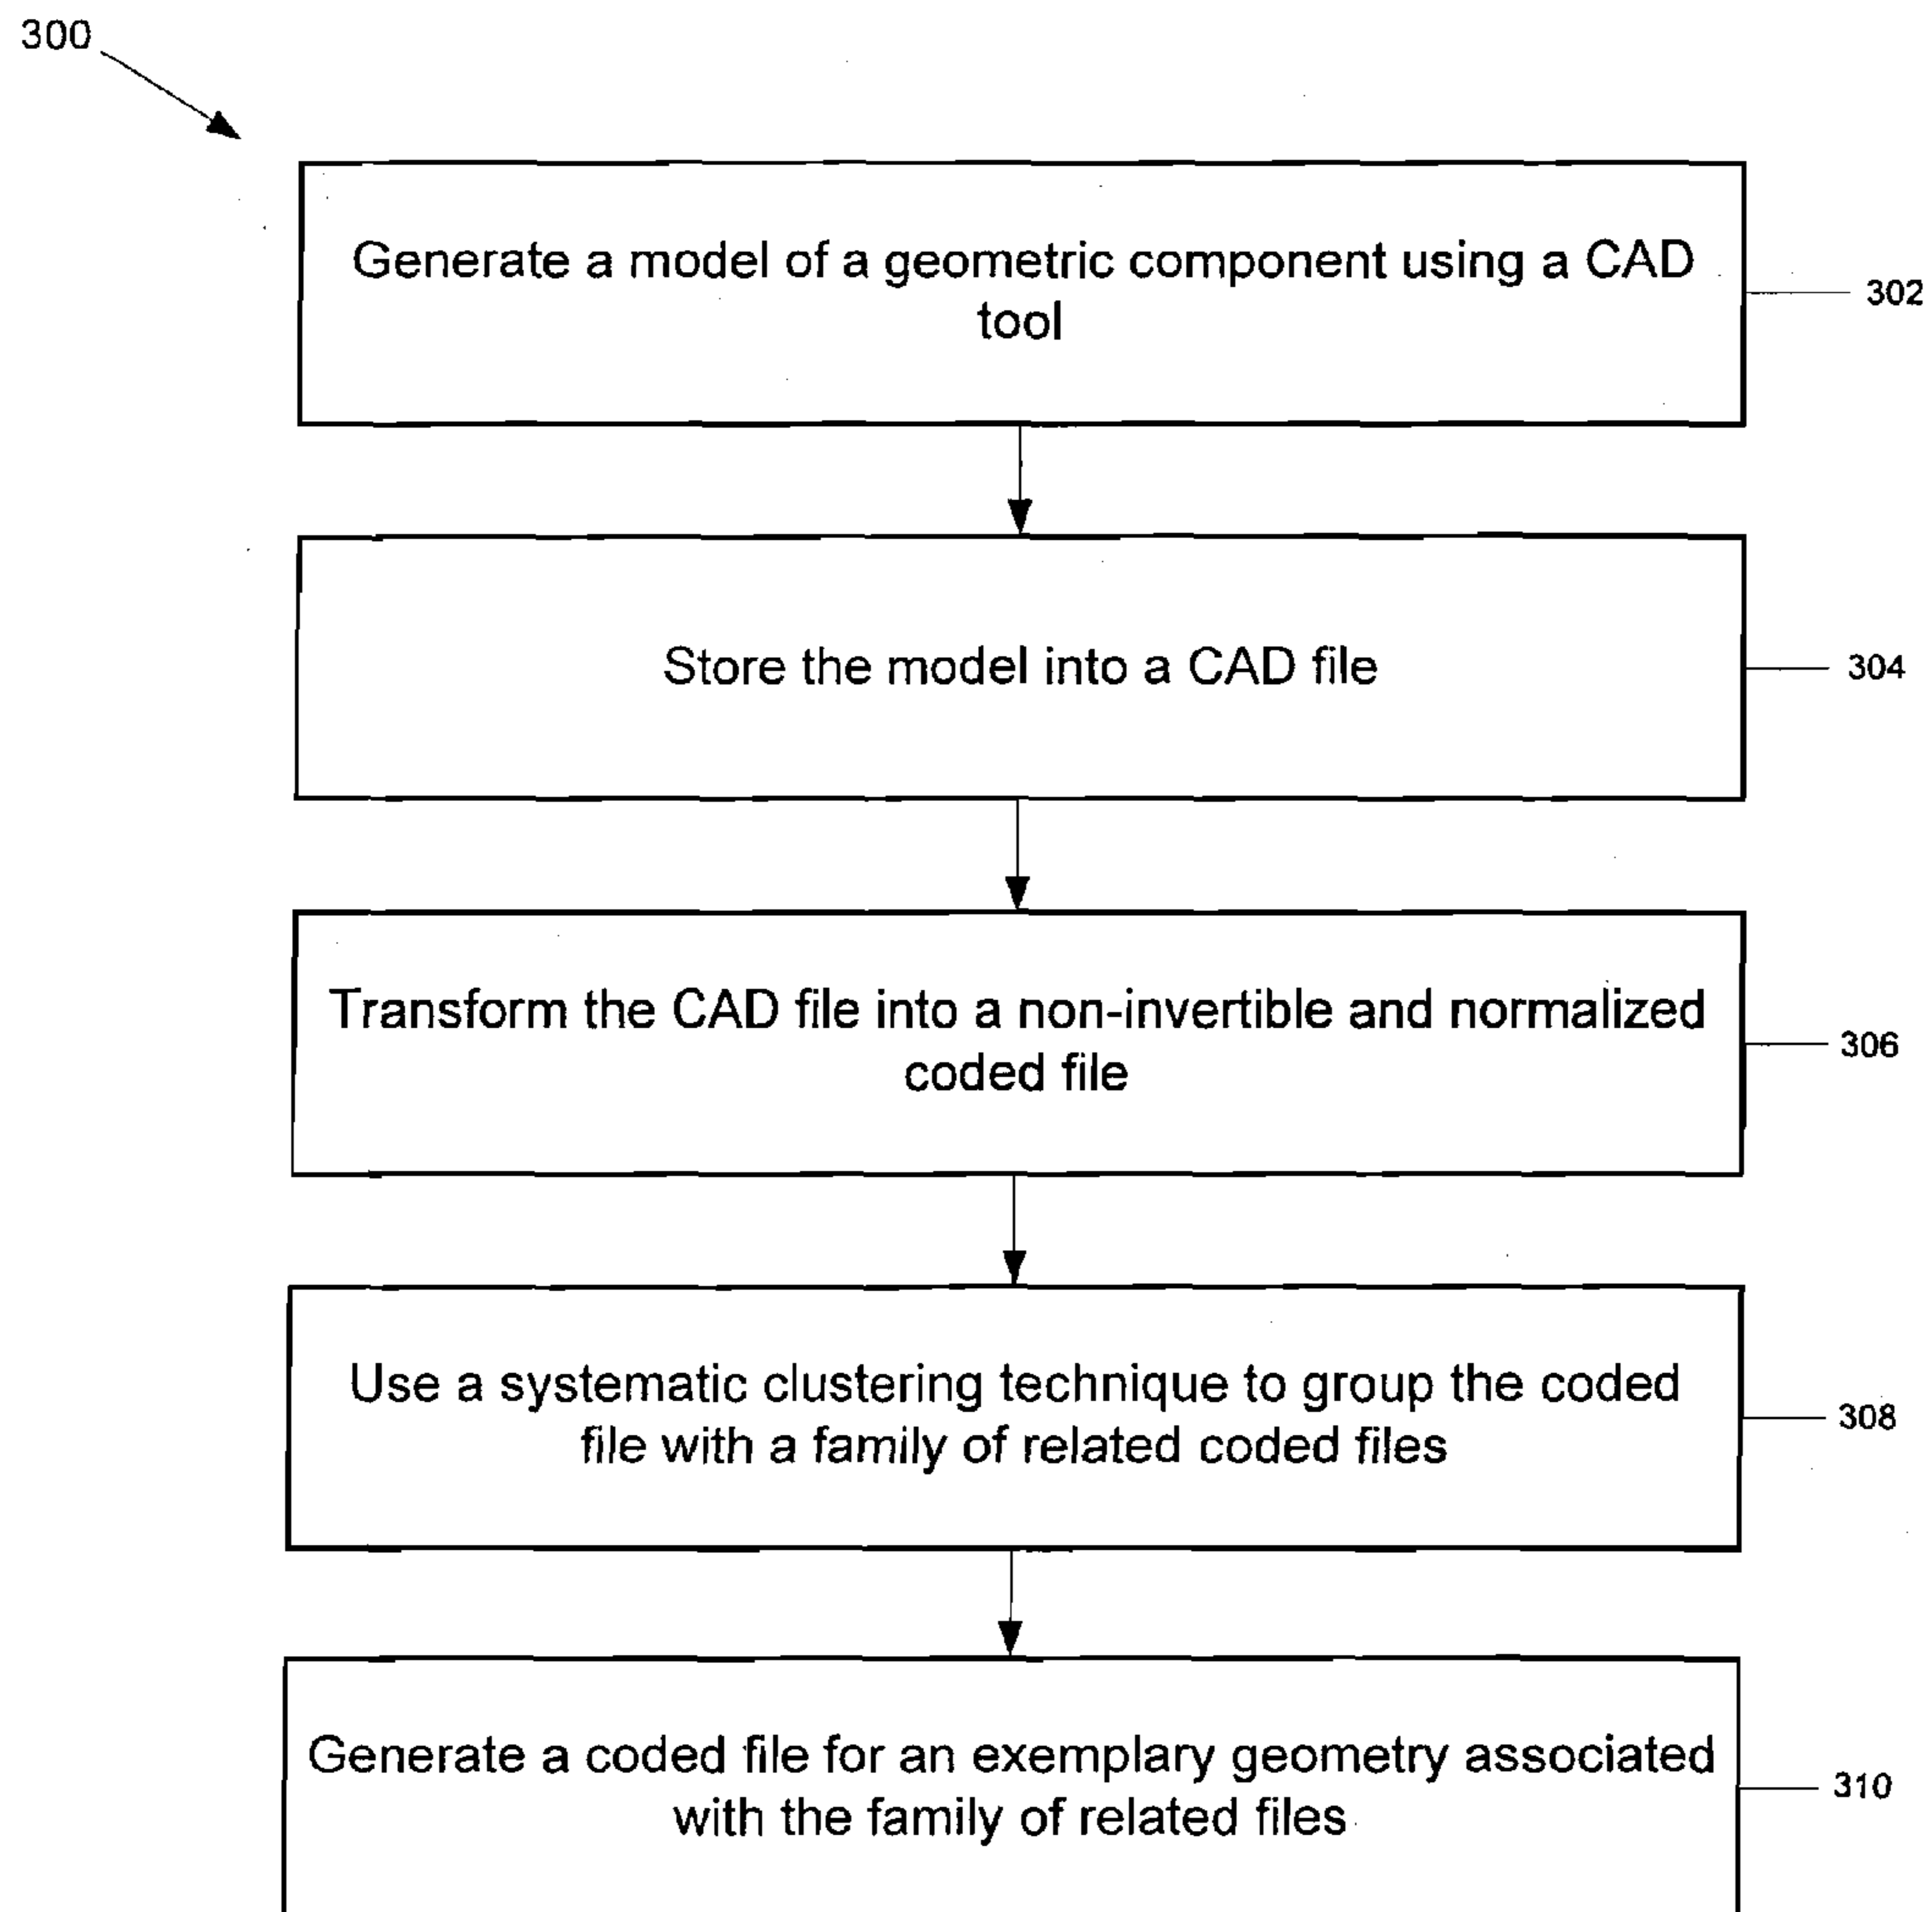 300
Generate a model of a geometric component using a CAD
tool
302
Store the model into a CAD file
304
Transform the CAD file into a non-invertible and normalized
coded file
306
Use a systematic clustering technique to group the coded
file with a family of related coded files
308
Generate a coded file for an exemplary geometry associated
with the family of related files
310